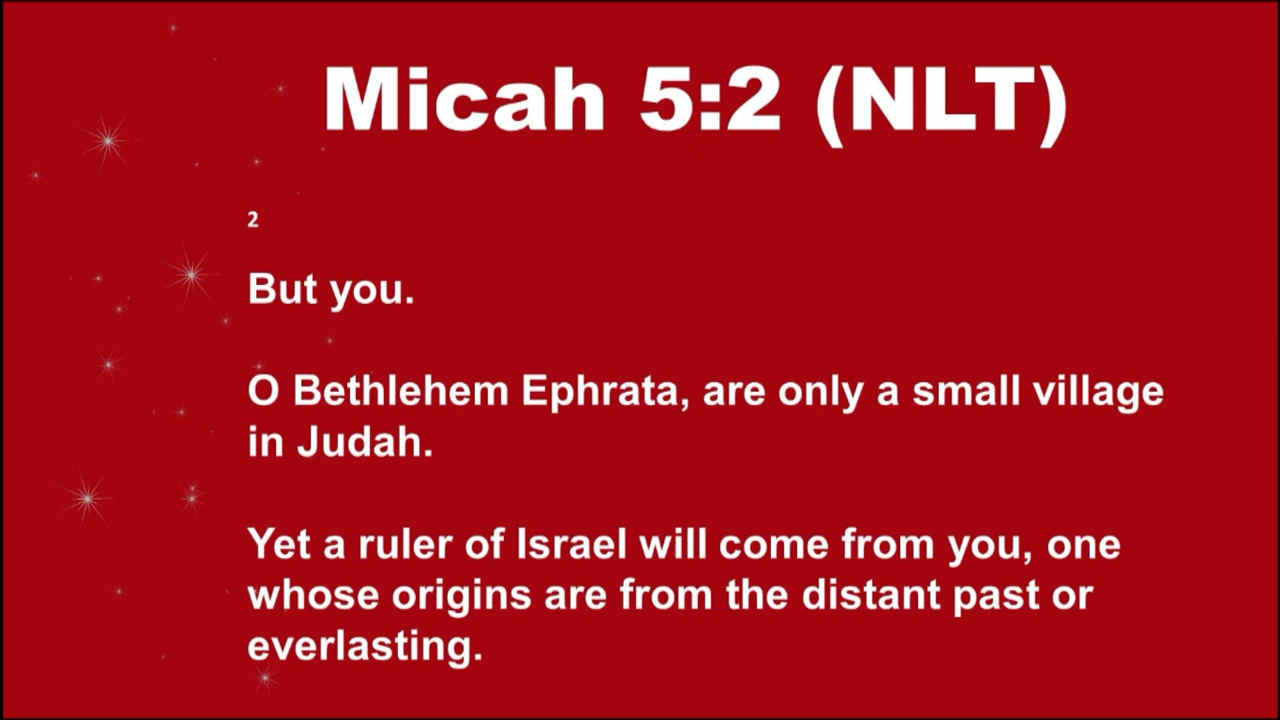 Micah 5:2 (NLT)
2
But you.
O Bethlehem Ephrata, are only a small village
in Judah.
Yet a ruler of Israel will come from you, one
whose origins are from the distant past or
everlasting.